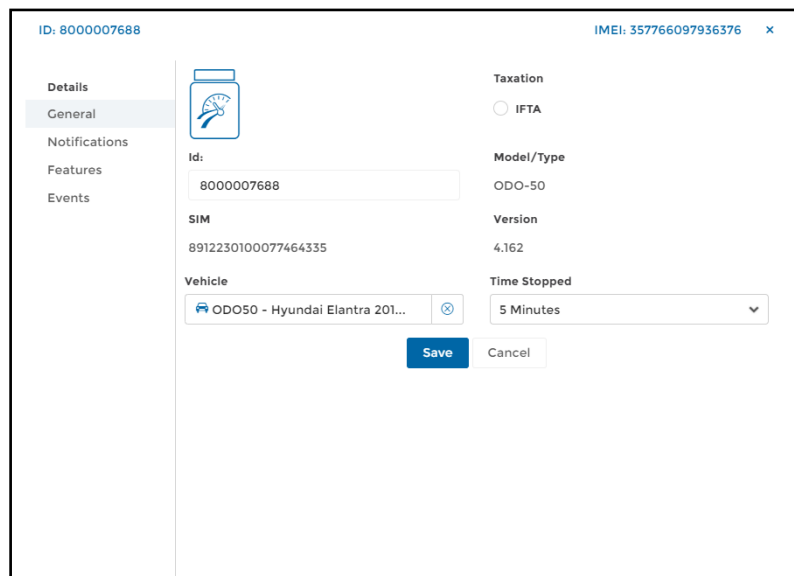 ID: 8000007688
IMEI: 357766097936376 ×
Details
General
Notifications
Features
Events
Taxation
IFTA
Id:
8000007688
Model/Type
ODO-50
SIM
8912230100077464335
Version
4.162
Vehicle
ODO50 - Hyundai Elantra 201...
Time Stopped
5 Minutes
Save
Cancel